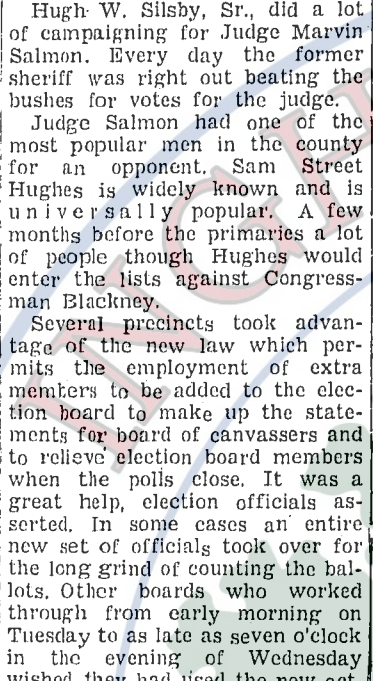 Hugh W. Silsby, Sr., did a lot
of campaigning for Judge Marvin
Salmon. Every day the former
sheriff was right out beating the
bushes for votes for the judge.
Judge Salmon had one of the
most popular men in the county
for an opponent. Sam Street
Hughes is widely known and is
universally popular. A few
months before the primaries a lot
of people though Hughes would
enter the lists against Congress-
man Blackney.
Several precincts took advan-
tage of the new law which per-
mits the employment of extra
members to be added to the elec-
tion board to make up the state-
ments for board of canvassers and
to relieve election board members
when the polls close. It was a
great help, election officials as-
serted. In some cases an entire
new set of officials took over for
the long grind of counting the bal-
lots. Other boards who worked
through from early morning on
Tuesday to as late as seven o'clock
in the evening of Wednesday
wished they had used the new act.